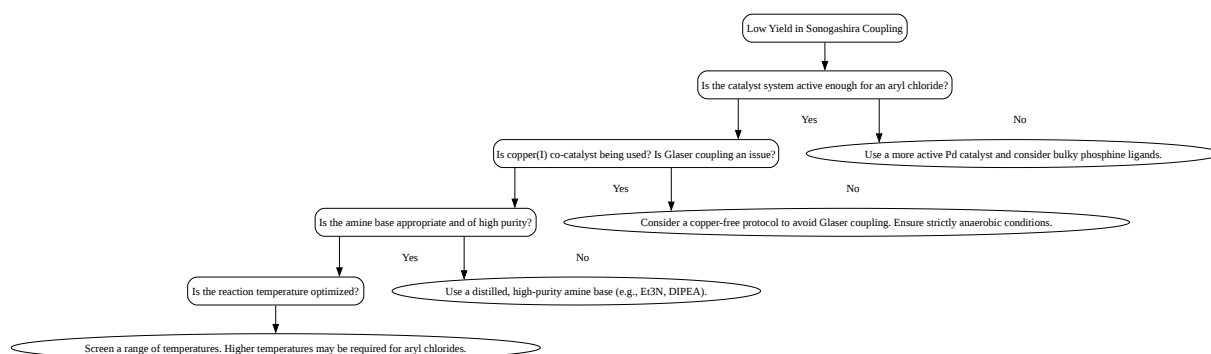 Low Yield in Sonogashira Coupling
Is the catalyst system active enough for an aryl chloride?
Yes
No
Is copper(I) co-catalyst being used? Is Glaser coupling an issue?
Use a more active Pd catalyst and consider bulky phosphine ligands.
Yes
No
Is the amine base appropriate and of high purity?
Consider a copper-free protocol to avoid Glaser coupling. Ensure strictly anaerobic conditions.
Yes
No
Is the reaction temperature optimized?
Use a distilled, high-purity amine base (e.g., Et3N, DIPEA).
Screen a range of temperatures. Higher temperatures may be required for aryl chlorides.